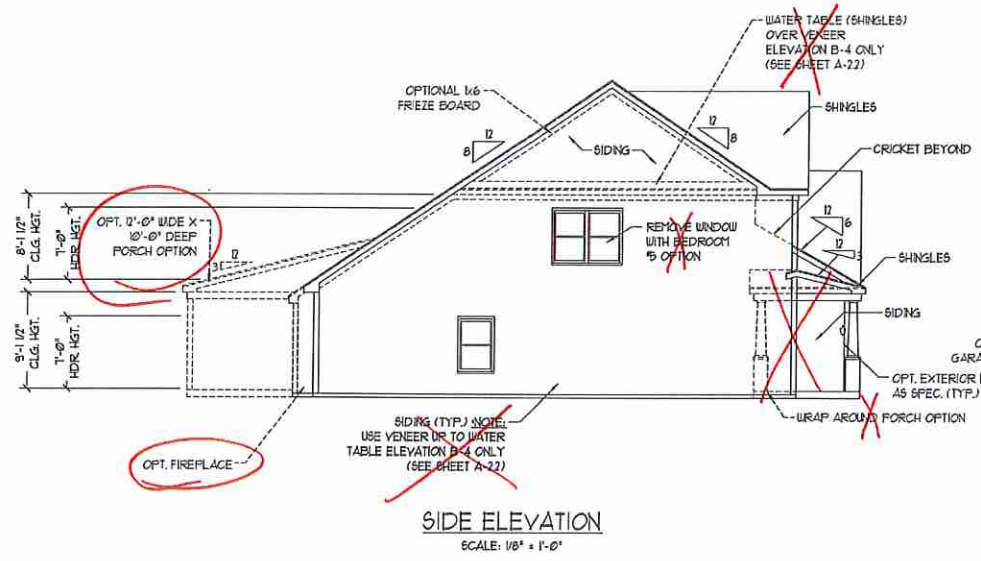 WATER TABLE (SHINGLES)
OVER VENEER
ELEVATION B-4 ONLY
(SEE SHEET A-2.2)
OPTIONAL 1x6
FRIEZE BOARD
SHINGLES
12
8
12
8
SIDING
CRICKET BEYOND
8'-1 1/2"
CLG. HGT.
7'-0"
HDR. HGT.
OPT. 12'-0" WIDE X
10'-0" DEEP
PORCH OPTION
12
3
REMOVE WINDOW
WITH BEDROOM
#5 OPTION
12
6
12
3
SHINGLES
9'-1 1/2"
CLG. HGT.
7'-0"
HDR. HGT.
SIDING
GARA
OPT. EXTERIOR
AS SPEC. (TYP.)
WRAP AROUND PORCH OPTION
SIDING (TYP.) NOTE:
USE VENEER UP TO WATER
TABLE ELEVATION B-4 ONLY
(SEE SHEET A-2.2)
OPT. FIREPLACE
SIDE ELEVATION
SCALE: 1/8" = 1'-0"